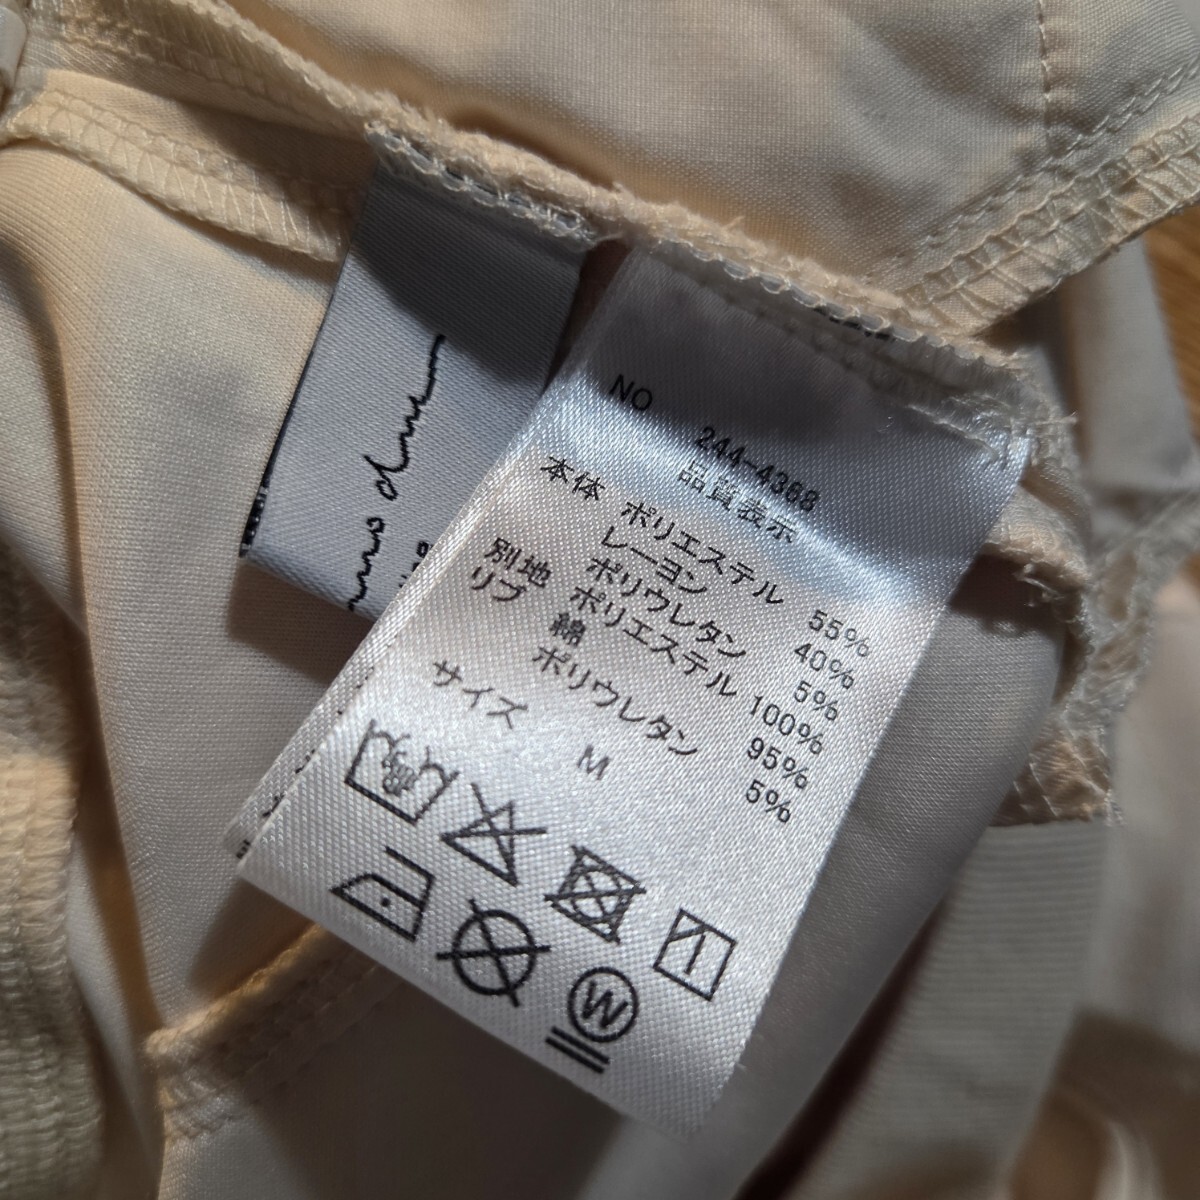 NO 244-4368
品質表示
本体 ポリエステル 55%
レーヨン 40%
ポリウレタン 5%
別地 ポリエステル 100%
リブ 綿 95%
ポリウレタン 5%
サイズ M
W